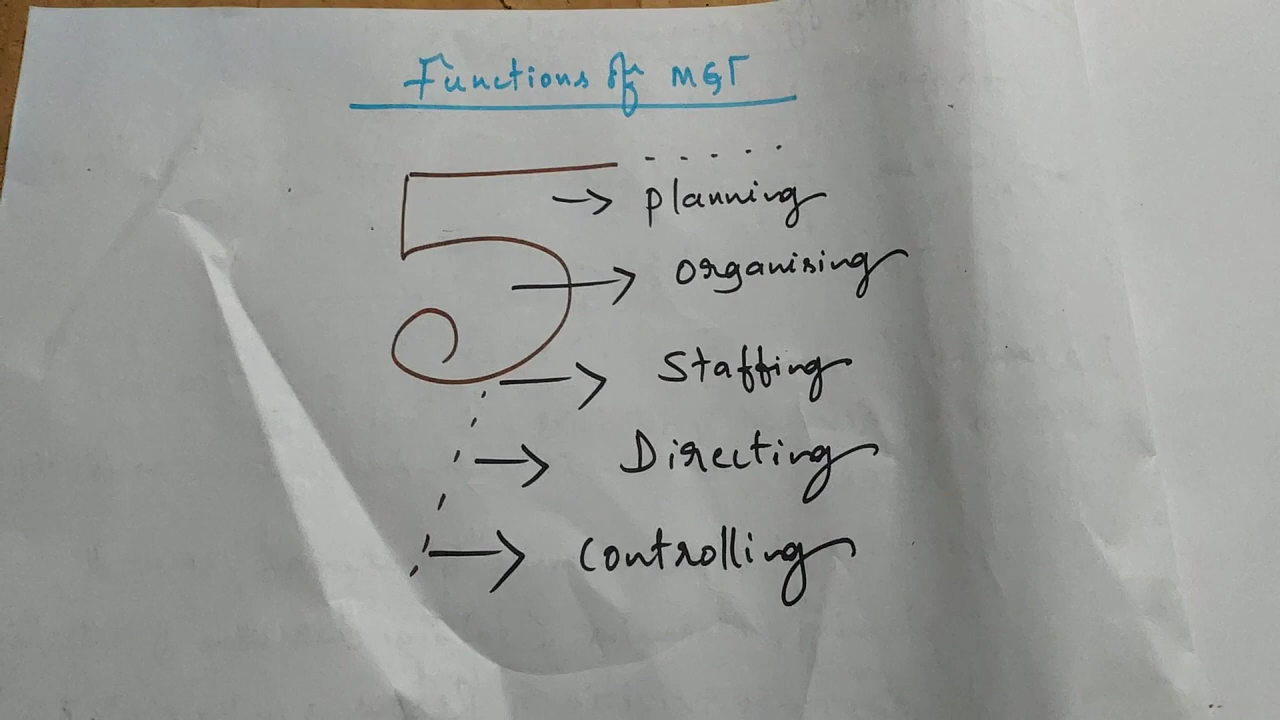 Functions of MGT
5
→ planning
→ organising
→ Staffing
→ Directing
→ controlling